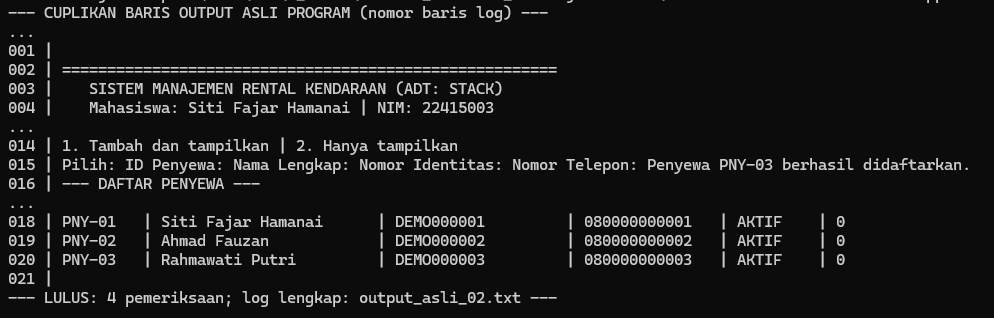 --- CUPLIKAN BARIS OUTPUT ASLI PROGRAM (nomor baris log) ---
...
001 |
002 | =======================================================
003 |    SISTEM MANAJEMEN RENTAL KENDARAAN (ADT: STACK)
004 |    Mahasiswa: Siti Fajar Hamanai | NIM: 22415003
...
014 | 1. Tambah dan tampilkan | 2. Hanya tampilkan
015 | Pilih: ID Penyewa: Nama Lengkap: Nomor Identitas: Nomor Telepon: Penyewa PNY-03 berhasil didaftarkan.
016 | --- DAFTAR PENYEWA ---
...
018 | PNY-01   | Siti Fajar Hamanai      | DEMO000001         | 080000000001   | AKTIF    | 0
019 | PNY-02   | Ahmad Fauzan            | DEMO000002         | 080000000002   | AKTIF    | 0
020 | PNY-03   | Rahmawati Putri         | DEMO000003         | 080000000003   | AKTIF    | 0
021 |
--- LULUS: 4 pemeriksaan; log lengkap: output_asli_02.txt ---